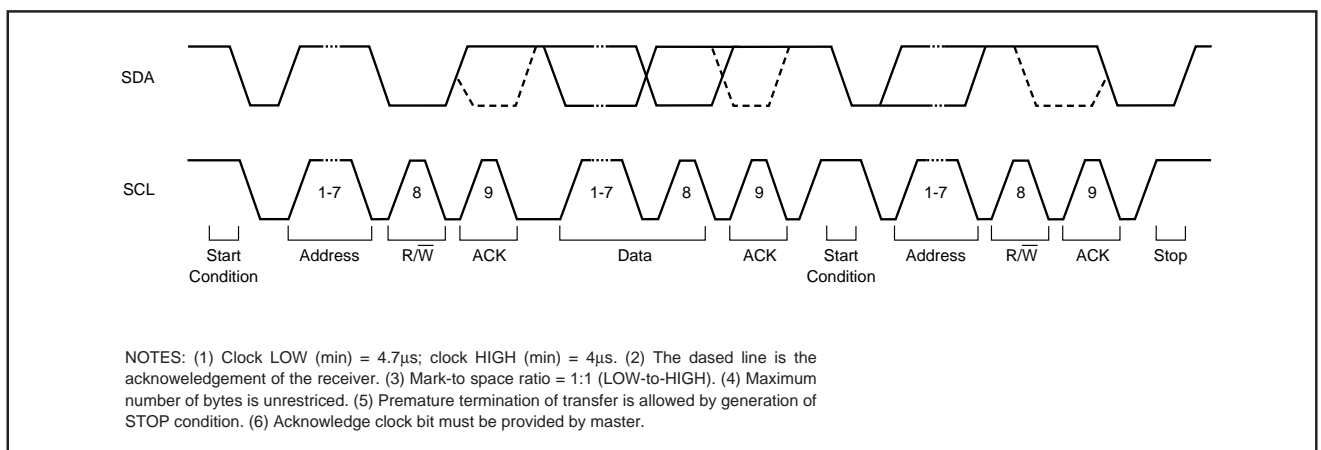 SDA
SCL
1-7
8
9
1-7
8
9
1-7
8
9
Start
Condition
Address
R/W̅
ACK
Data
ACK
Start
Condition
Address
R/W̅
ACK
Stop
NOTES: (1) Clock LOW (min) = 4.7µs; clock HIGH (min) = 4µs. (2) The dased line is the
acknoweledgement of the receiver. (3) Mark-to space ratio = 1:1 (LOW-to-HIGH). (4) Maximum
number of bytes is unrestriced. (5) Premature termination of transfer is allowed by generation of
STOP condition. (6) Acknowledge clock bit must be provided by master.